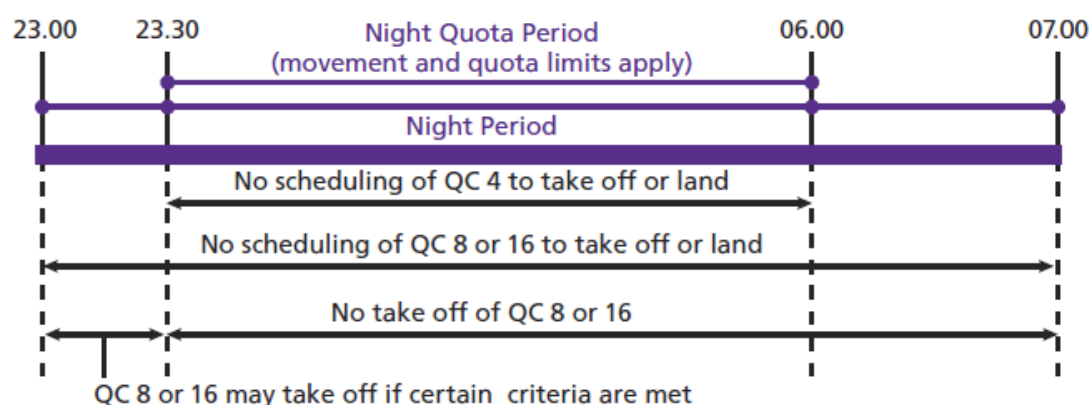 23.00 23.30 Night Quota Period 06.00 07.00
(movement and quota limits apply)
Night Period
No scheduling of QC 4 to take off or land
No scheduling of QC 8 or 16 to take off or land
No take off of QC 8 or 16
QC 8 or 16 may take off if certain criteria are met